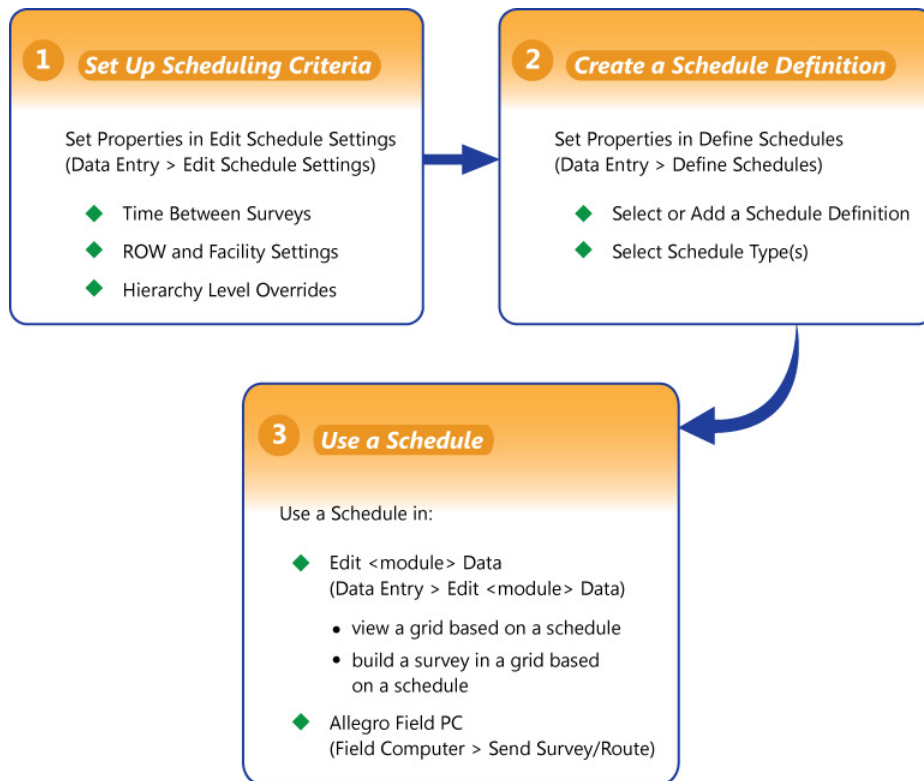 1 Set Up Scheduling Criteria
Set Properties in Edit Schedule Settings
(Data Entry > Edit Schedule Settings)
Time Between Surveys
ROW and Facility Settings
Hierarchy Level Overrides
2 Create a Schedule Definition
Set Properties in Define Schedules
(Data Entry > Define Schedules)
Select or Add a Schedule Definition
Select Schedule Type(s)
3 Use a Schedule
Use a Schedule in:
Edit <module> Data
(Data Entry > Edit <module> Data)
• view a grid based on a schedule
• build a survey in a grid based
on a schedule
Allegro Field PC
(Field Computer > Send Survey/Route)